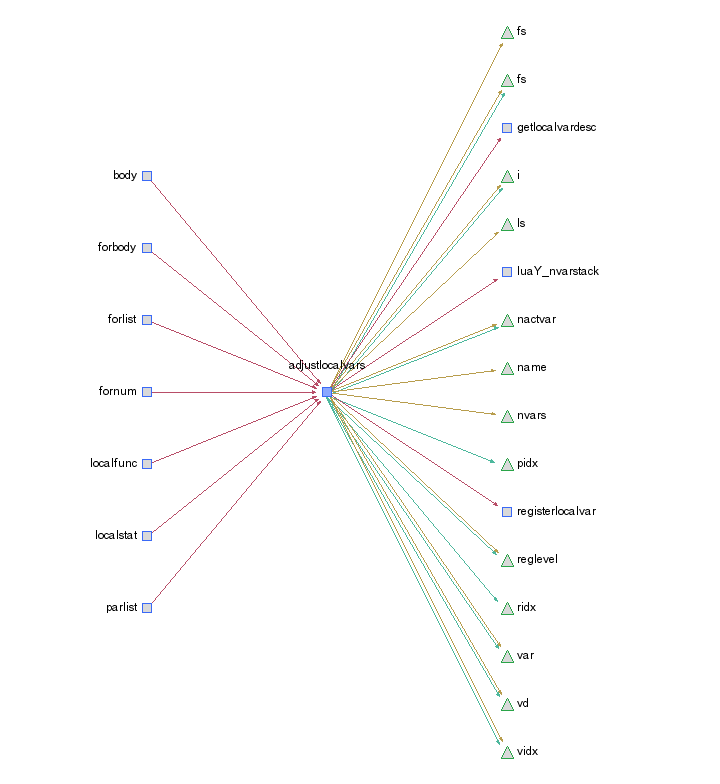 body
forbody
forlist
fornum
localfunc
localstat
parlist
adjustlocalvars
fs
fs
getlocalvardesc
i
ls
luaY_nvarstack
nactvar
name
nvars
pidx
registerlocalvar
reglevel
ridx
var
vd
vidx